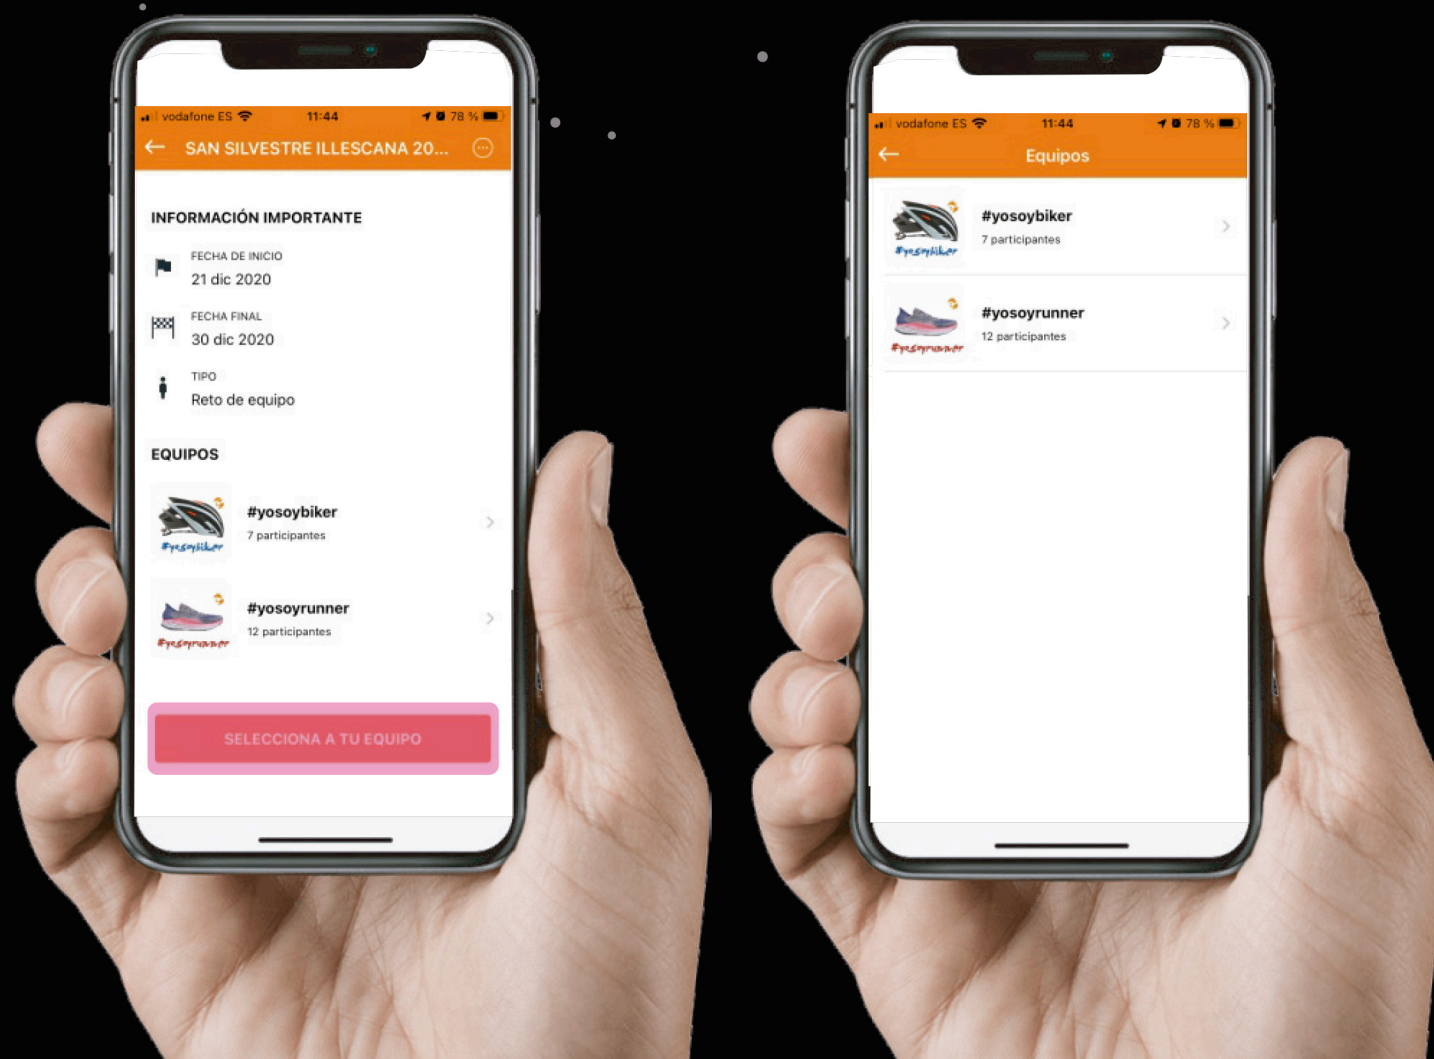 vodafone ES 11:44 78 %
SAN SILVESTRE ILLESCANA 20...
INFORMACIÓN IMPORTANTE
FECHA DE INICIO
21 dic 2020
FECHA FINAL
30 dic 2020
TIPO
Reto de equipo
EQUIPOS
#yosoybiker
7 participantes
#yosoybiker
#yosoyrunner
12 participantes
#yosoyrunner
SELECCIONA A TU EQUIPO
vodafone ES 11:44 78 %
Equipos
#yosoybiker
7 participantes
#yosoybiker
#yosoyrunner
12 participantes
#yosoyrunner